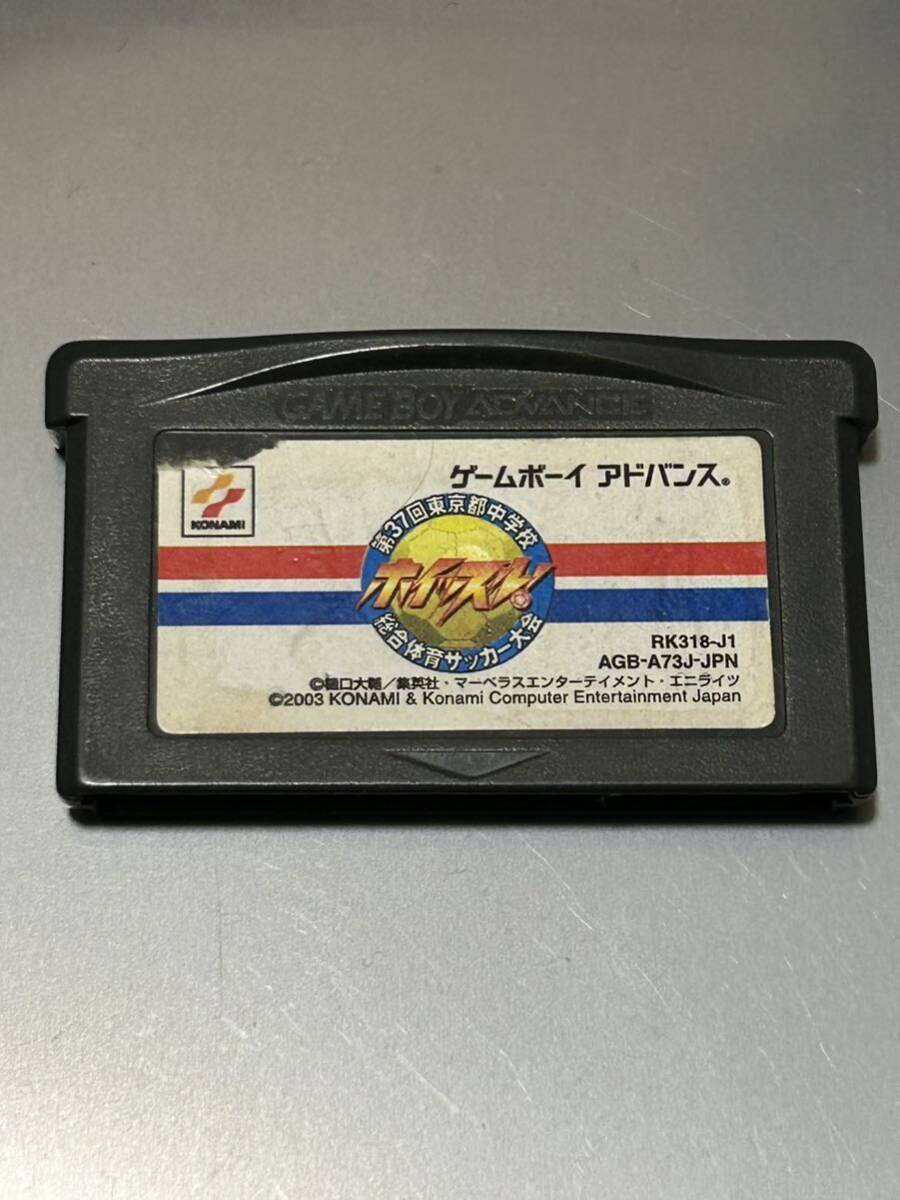 GAME BOY ADVANCE
KONAMI
ゲームボーイ アドバンス®
第37回東京都中学校
ホイッスル!
総合体育サッカー大会
RK318-J1
AGB-A73J-JPN
©樋口大輔/集英社・マーベラスエンターテイメント・エニライツ
©2003 KONAMI & Konami Computer Entertainment Japan